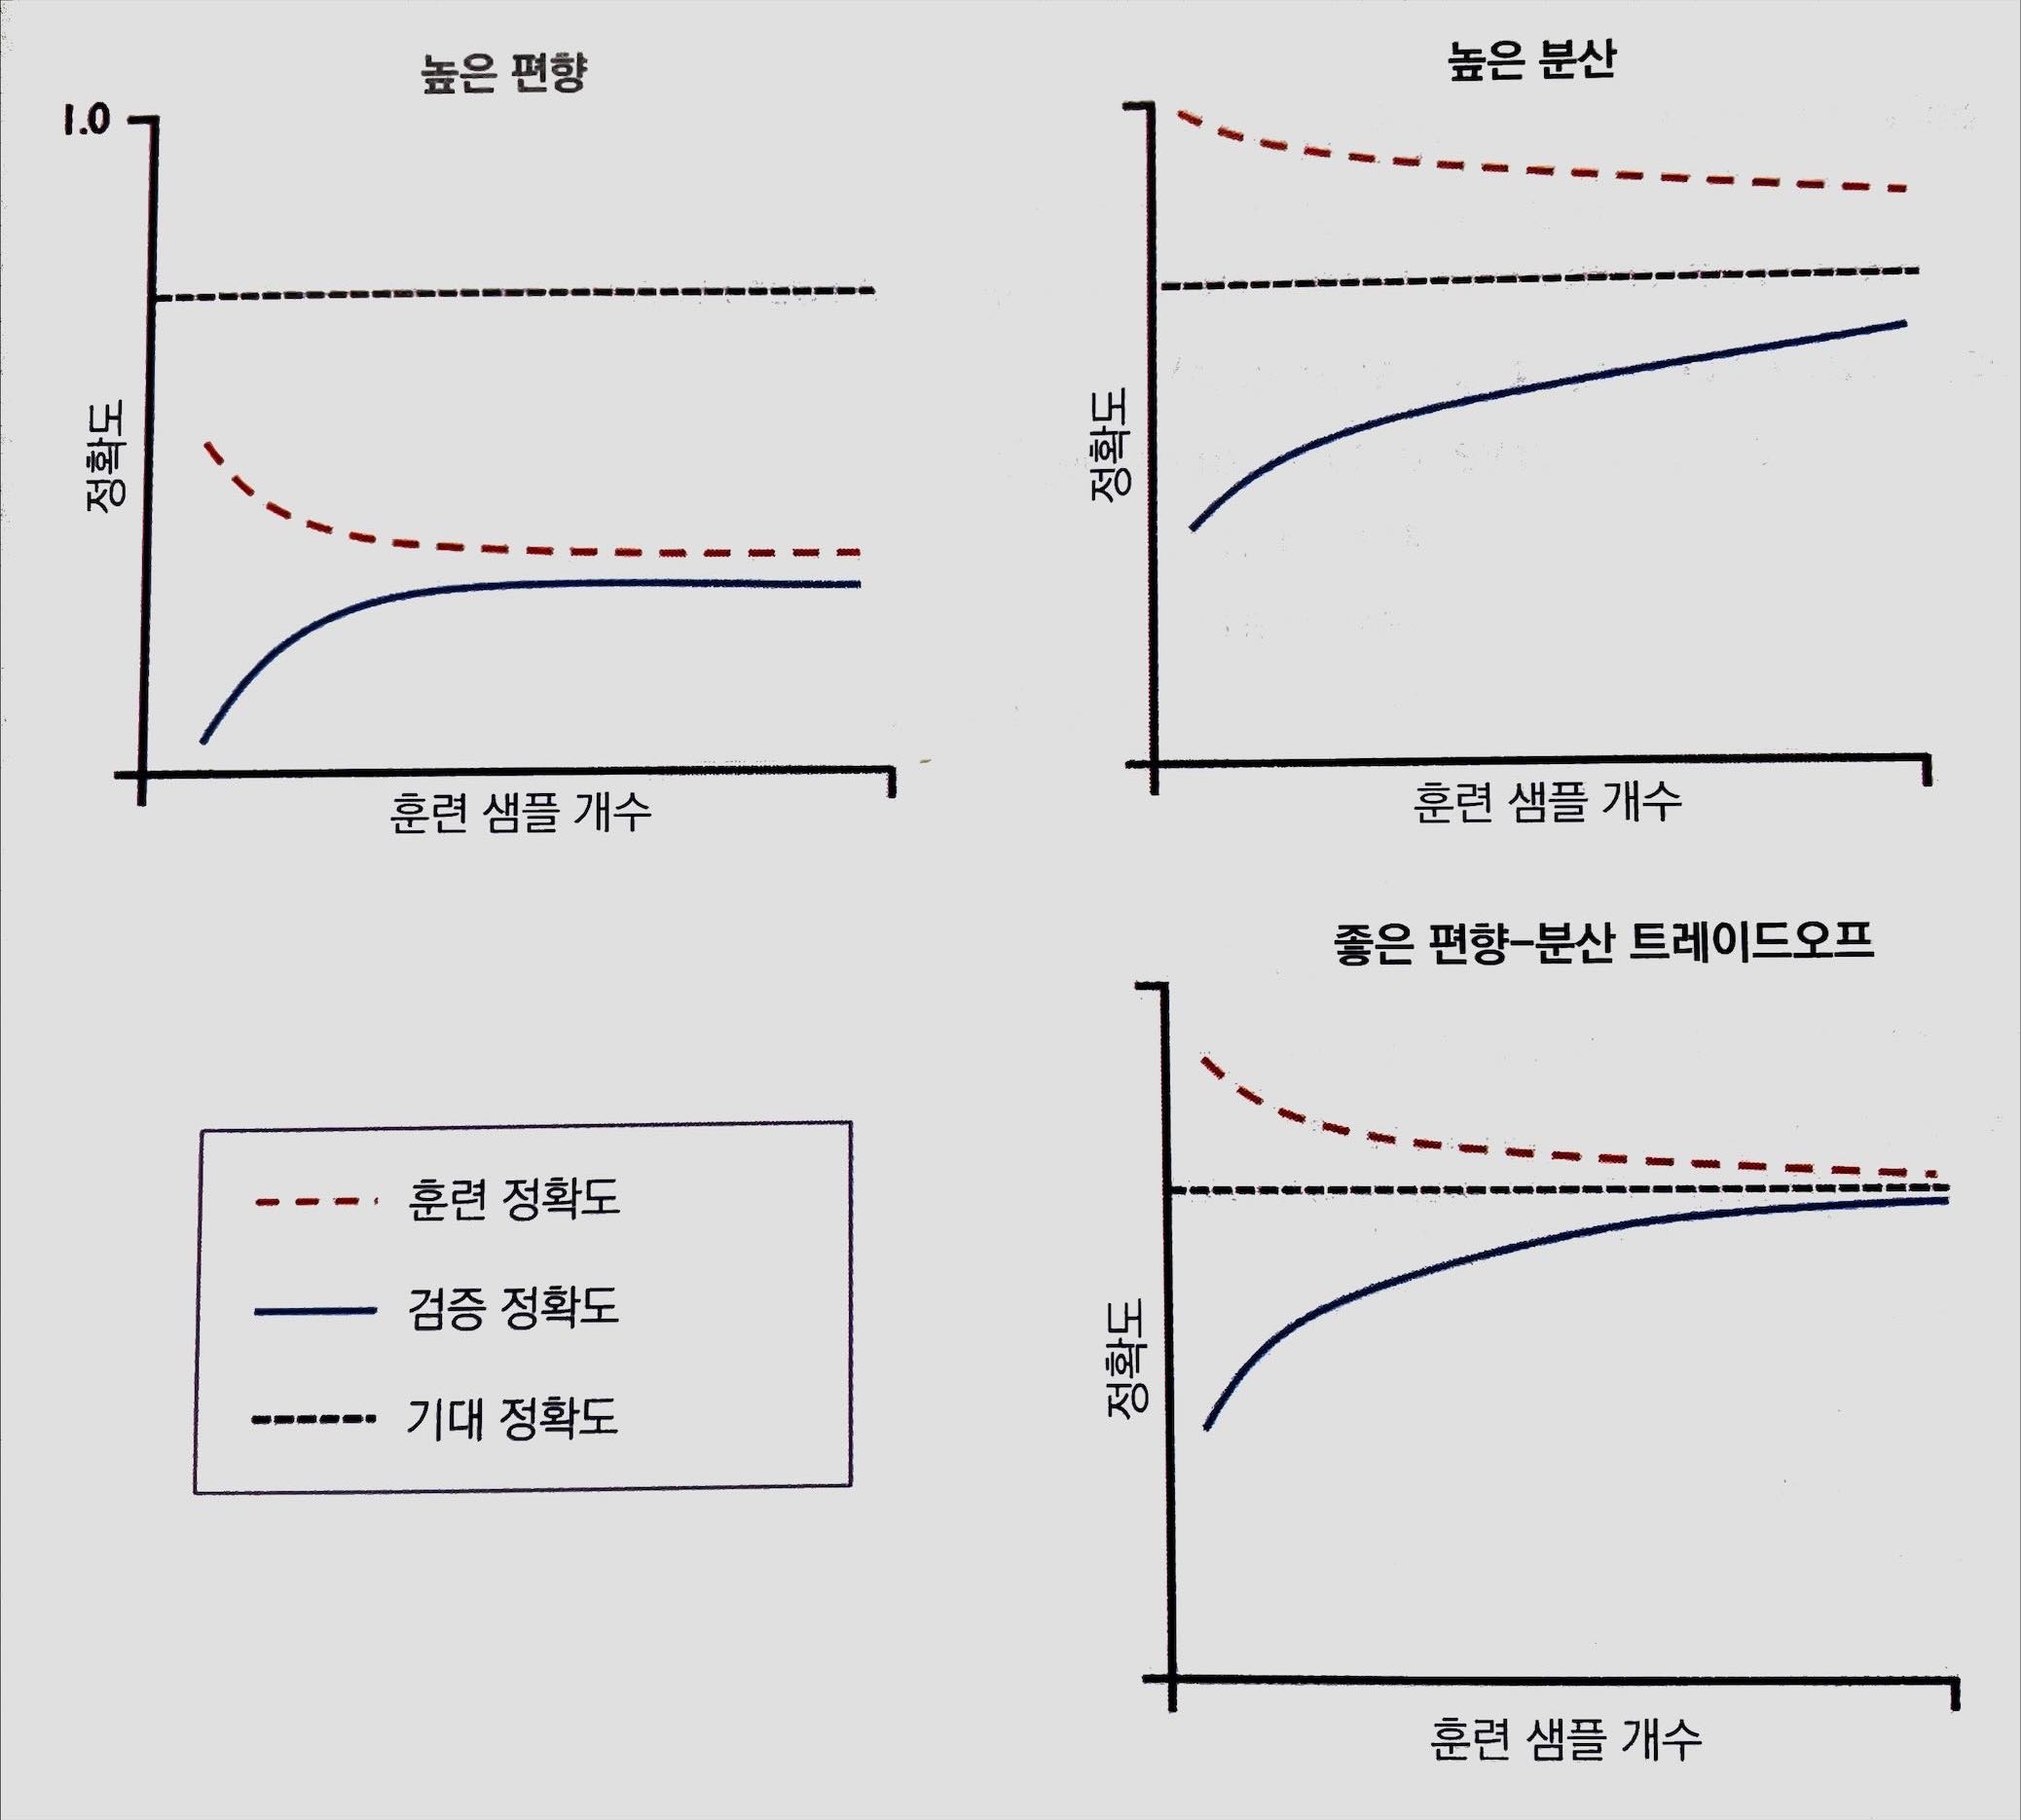 높은 편향
1.0
정확도
훈련 샘플 개수
높은 분산
정확도
훈련 샘플 개수
훈련 정확도
검증 정확도
기대 정확도
좋은 편향-분산 트레이드오프
정확도
훈련 샘플 개수